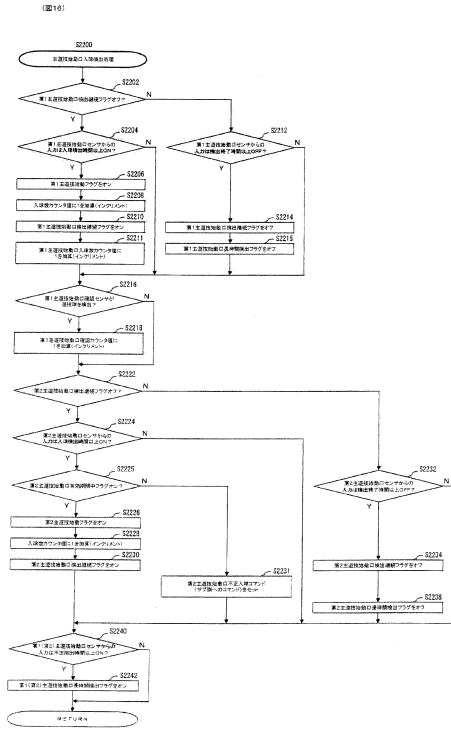 (図16)
S2200
主遊技始動口入球検出処理
S2202
第1主遊技始動口検出継続フラグオフ?
N
Y
S2204
第1主遊技始動口センサからの
入力は入球検出時間以上ON?
N
Y
S2212
第1主遊技始動口センサからの
入力は検出終了時間以上OFF?
N
Y
S2206
第1主遊技始動フラグをオン
S2208
入球数カウンタ値に1を加算(インクリメント)
S2210
第1主遊技始動口検出継続フラグをオン
S2211
第1主遊技始動口入球数カウンタ値に
1を加算(インクリメント)
S2214
第1主遊技始動口検出継続フラグをオフ
S2215
第1主遊技始動口長時間検出フラグをオフ
S2216
第1主遊技始動口確認センサが
遊技球を検出?
N
Y
S2218
第1主遊技始動口確認カウンタ値に
1を加算(インクリメント)
S2222
第2主遊技始動口検出継続フラグオフ?
N
Y
S2224
第2主遊技始動口センサからの
入力は入球検出時間以上ON?
N
Y
S2225
第2主遊技始動口有効期間中フラグオン?
N
Y
S2232
第2主遊技始動口センサからの
入力は検出終了時間以上OFF?
N
Y
S2226
第2主遊技始動フラグをオン
S2228
入球数カウンタ値に1を加算(インクリメント)
S2230
第2主遊技始動口検出継続フラグをオン
S2231
第2主遊技始動口不正入球コマンド
(サブ側へのコマンド)をセット
S2234
第2主遊技始動口検出継続フラグをオフ
S2236
第2主遊技始動口長時間検出フラグをオフ
S2240
第1(第2)主遊技始動口センサからの
入力は不正検出時間以上ON?
N
Y
S2242
第1(第2)主遊技始動口長時間検出フラグをオン
RETURN